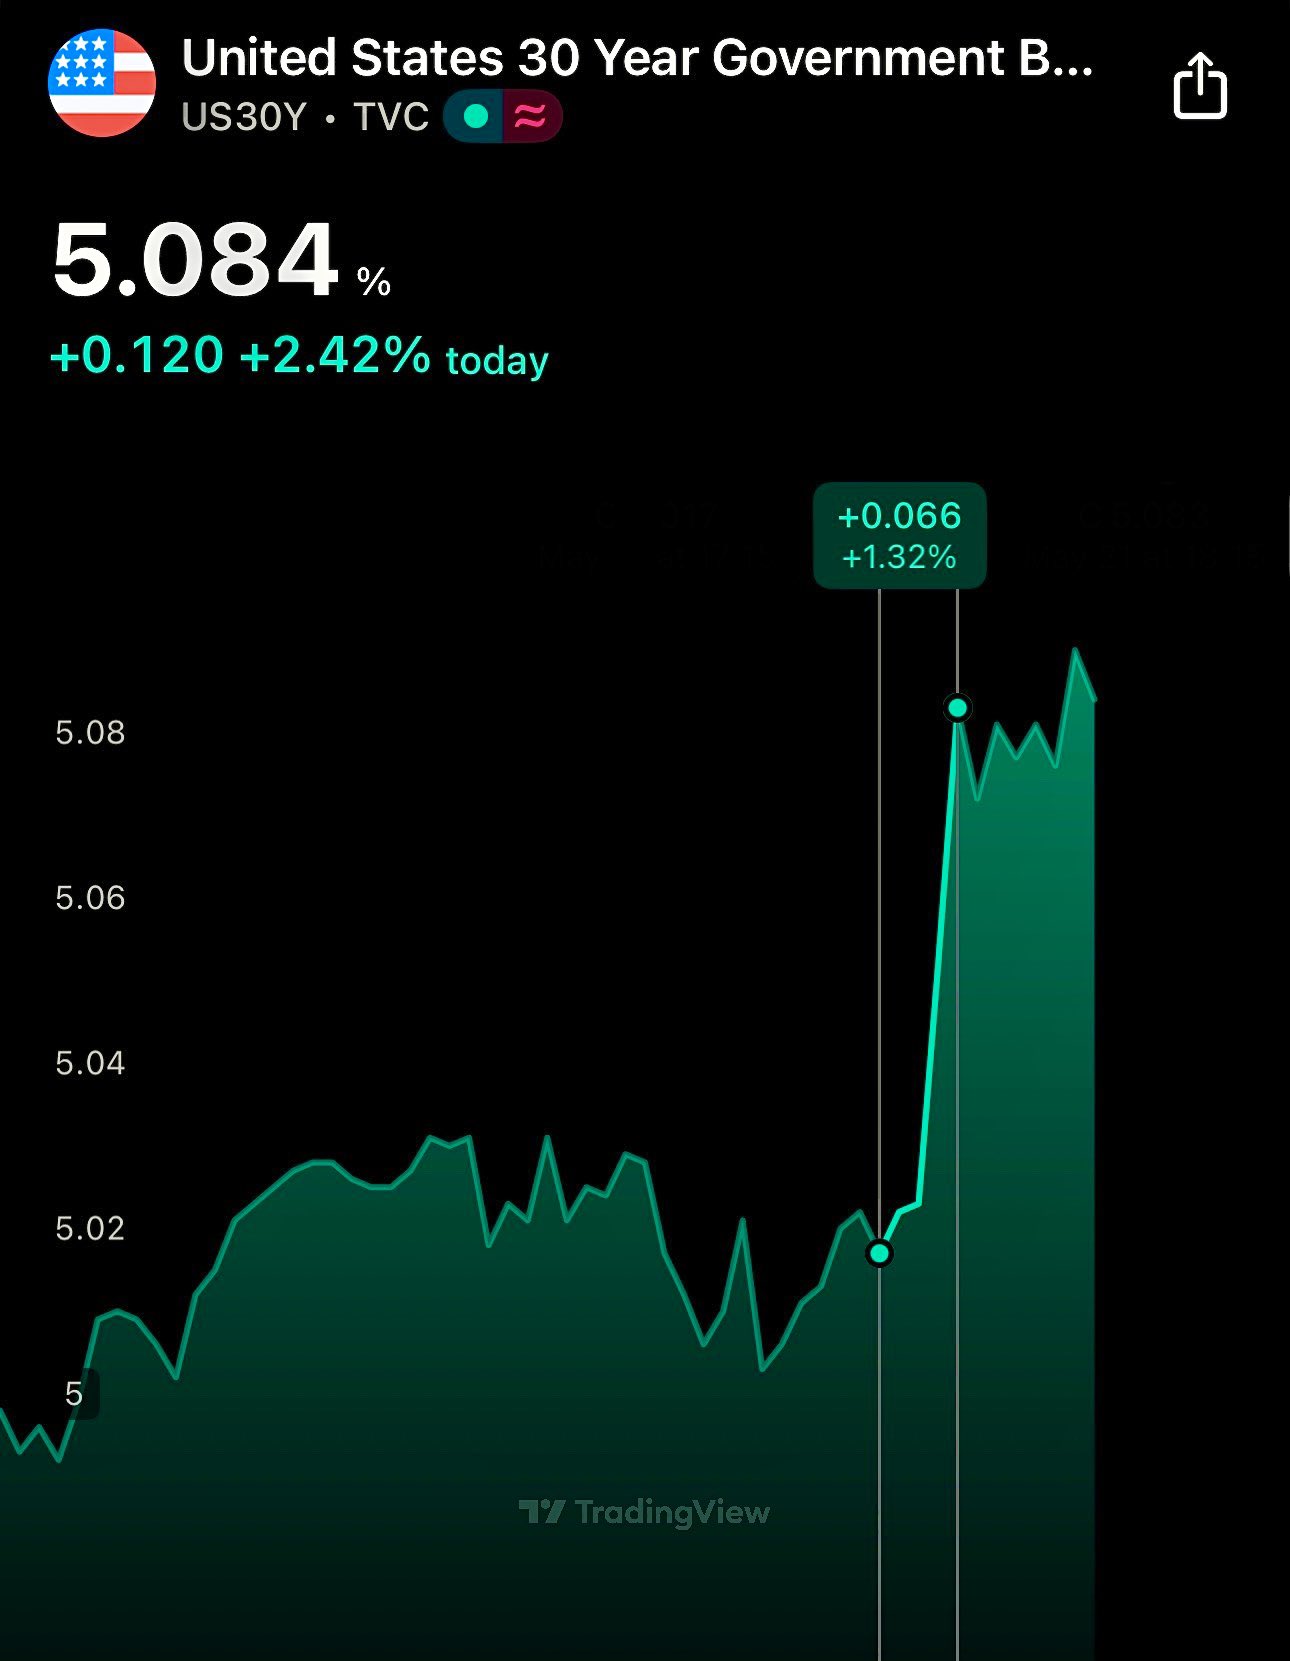 United States 30 Year Government B...
US30Y • TVC
5.084 %
+0.120 +2.42% today
+0.066
+1.32%
5.08
5.06
5.04
5.02
5
TradingView